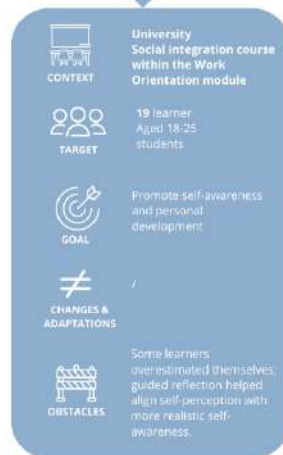 CONTEXT
University
Social integration course
within the Work
Orientation module
TARGET
19 learner
Aged 18-25
students
GOAL
Promote self-awareness
and personal
development
CHANGES &
ADAPTATIONS
/
OBSTACLES
Some learners
overestimated themselves,
guided reflection helped
align self-perception with
more realistic self-
awareness.